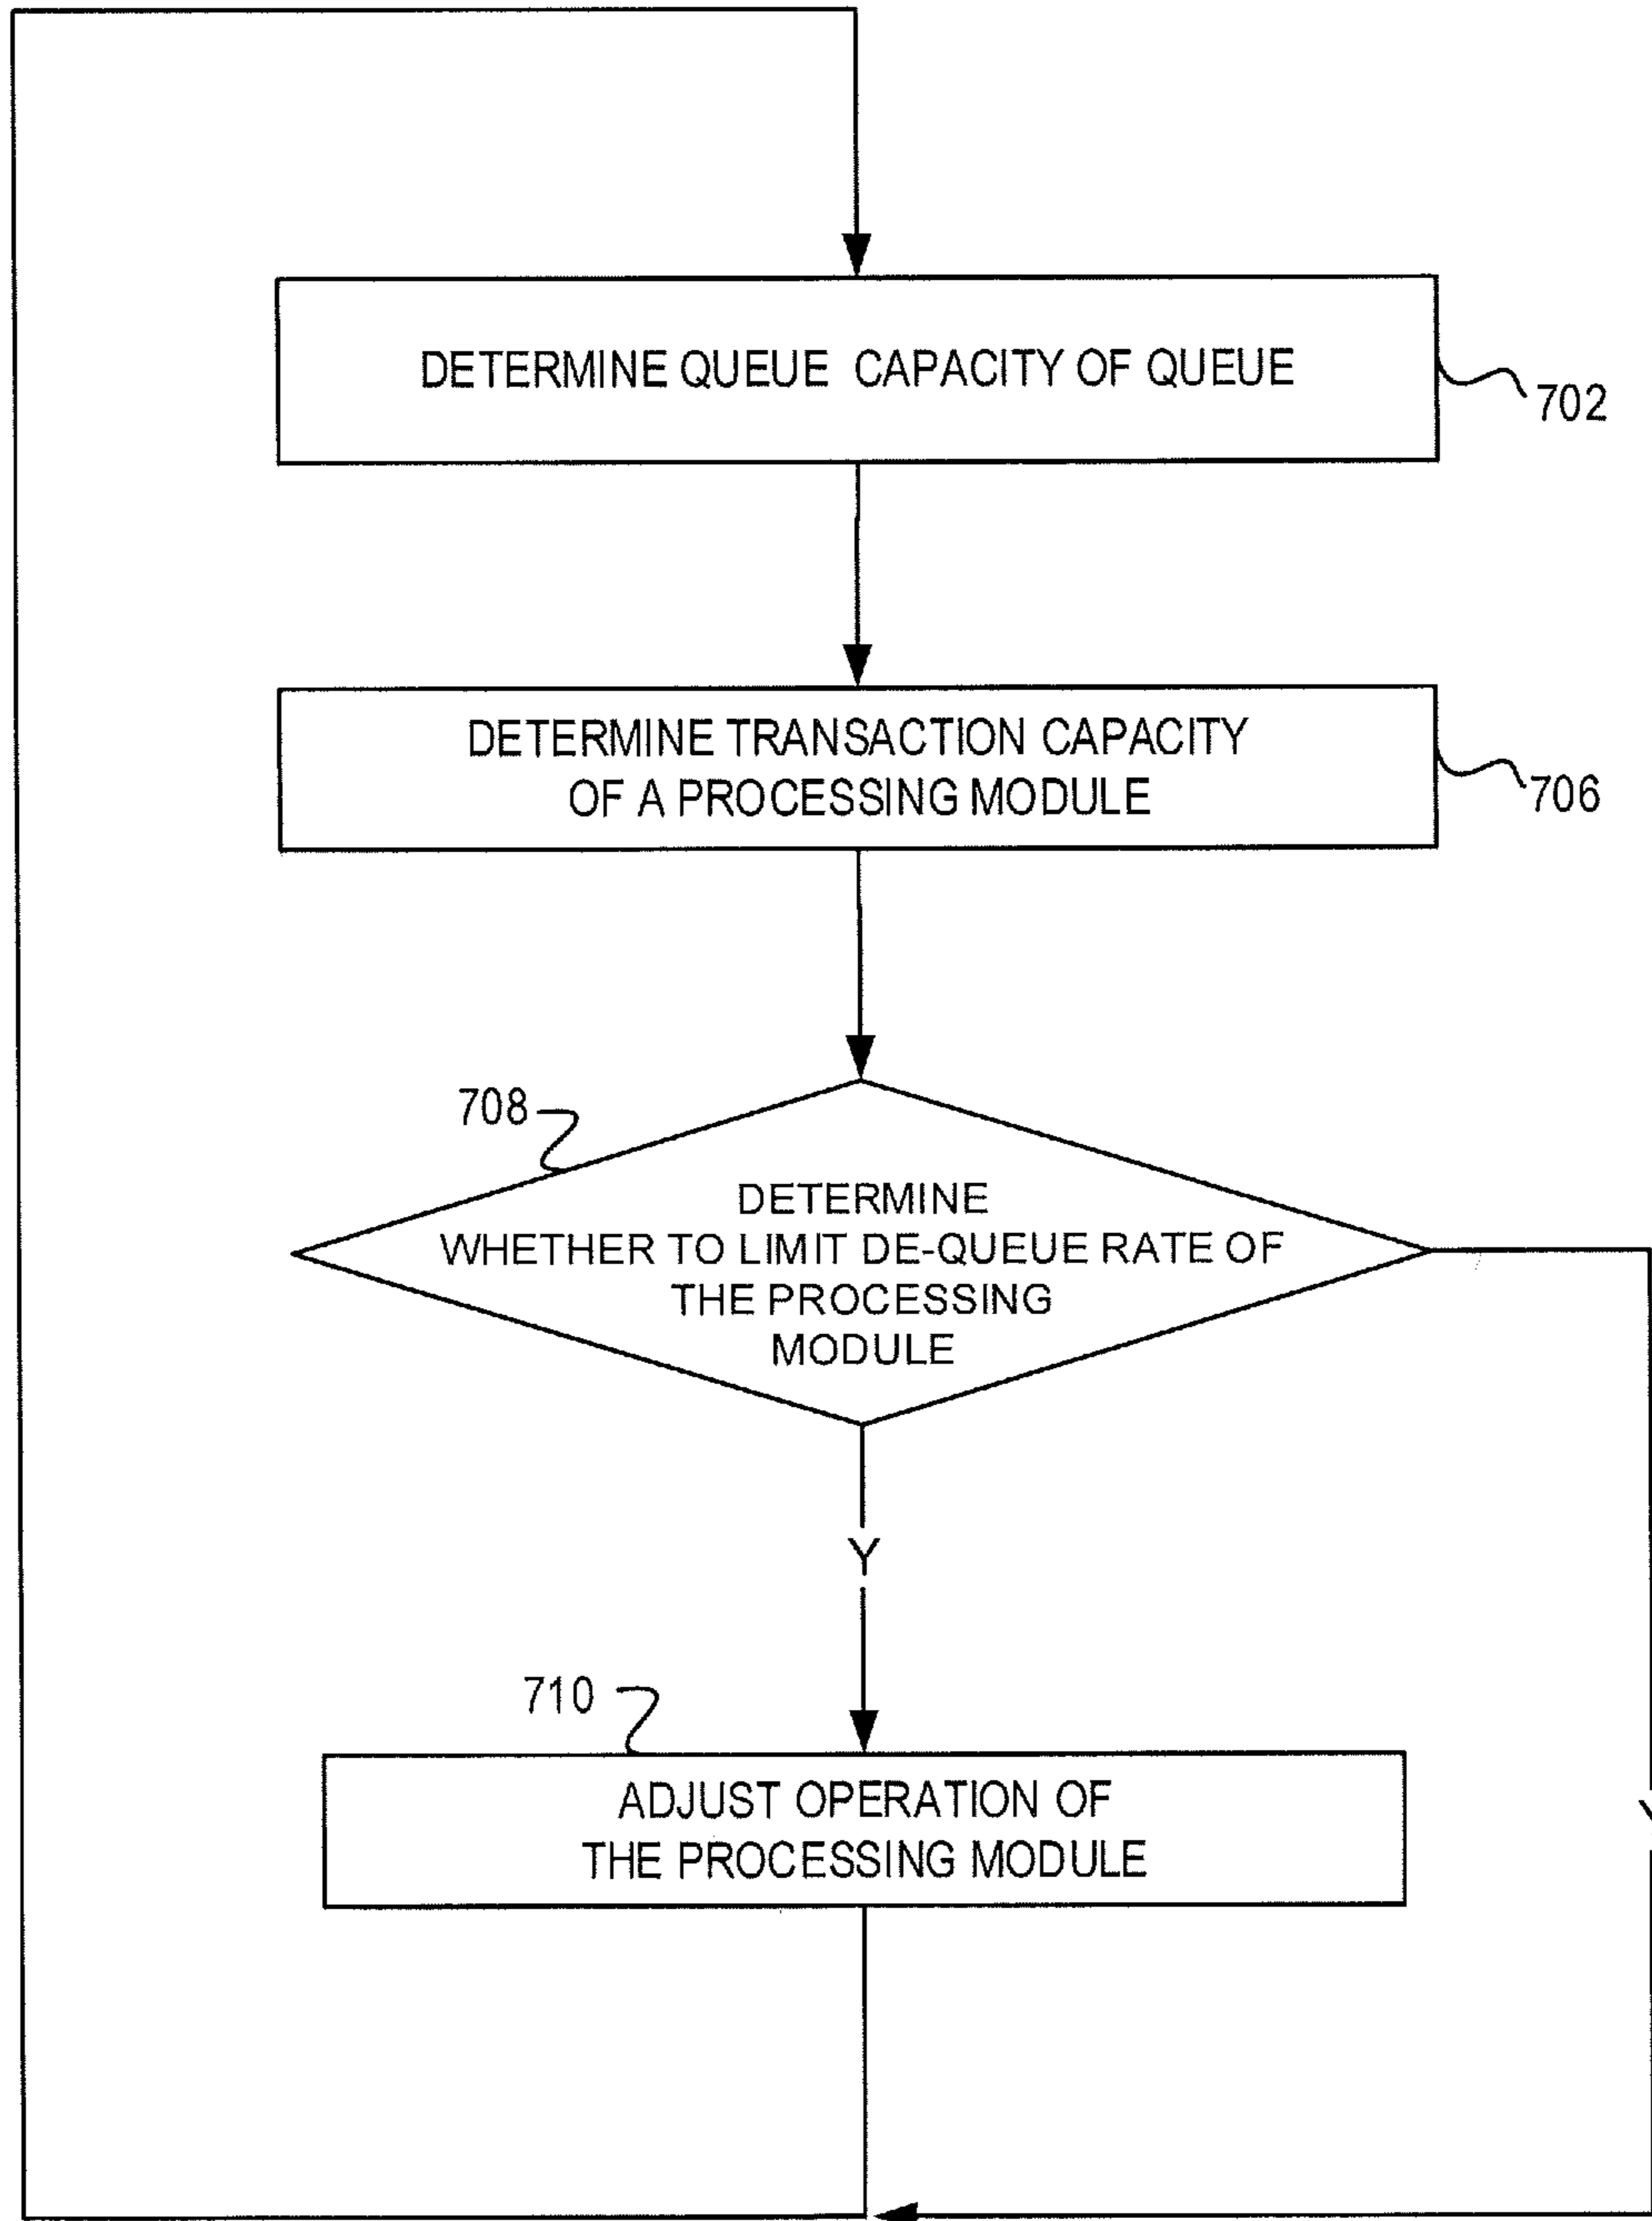 DETERMINE QUEUE CAPACITY OF QUEUE
702
DETERMINE TRANSACTION CAPACITY
OF A PROCESSING MODULE
706
708
DETERMINE
WHETHER TO LIMIT DE-QUEUE RATE OF
THE PROCESSING
MODULE
Y
710
ADJUST OPERATION OF
THE PROCESSING MODULE